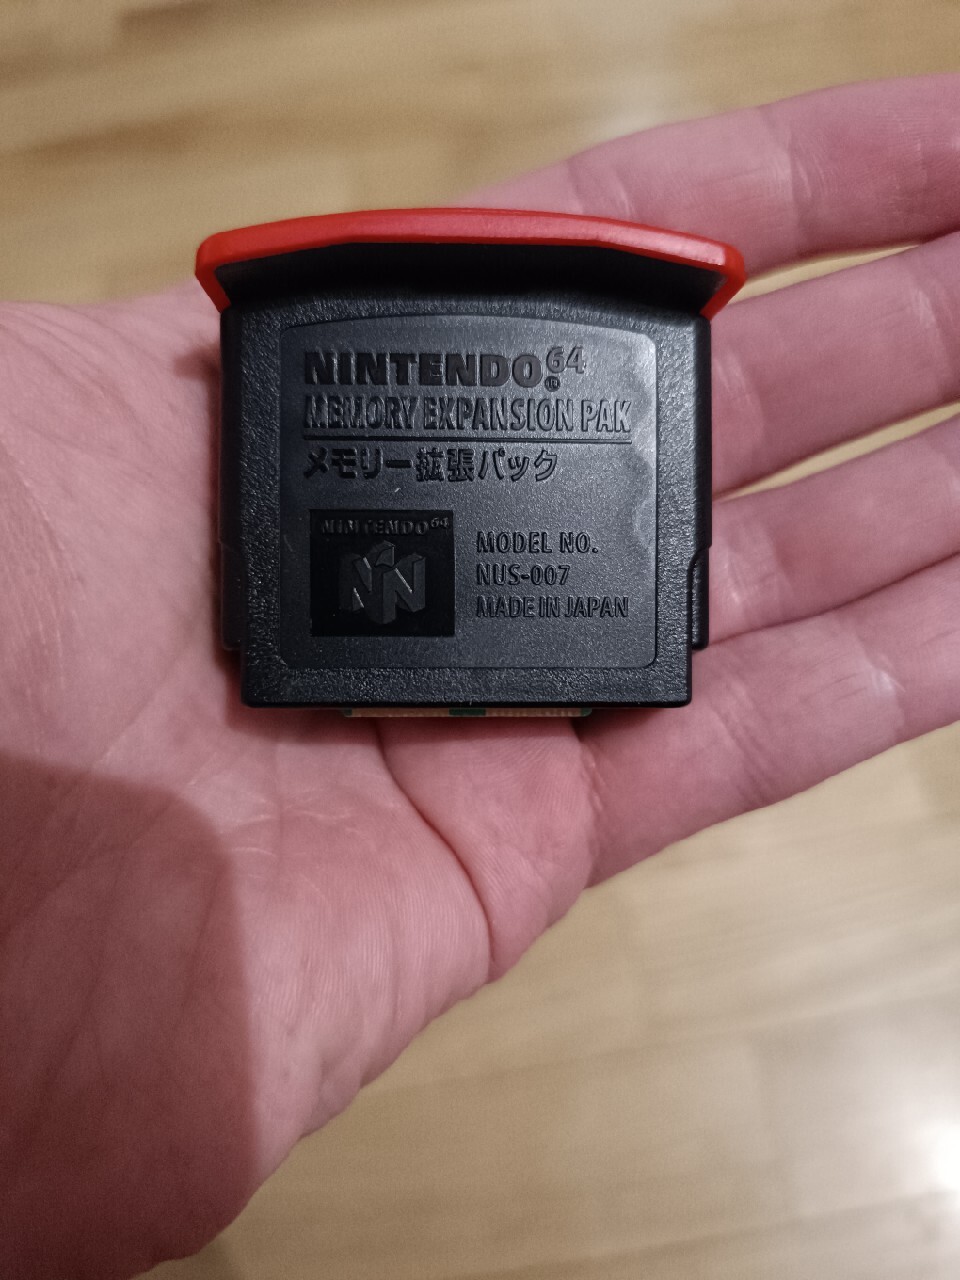 NINTENDO64
MEMORY EXPANSION PAK
メモリー拡張パック
NINTENDO64
MODEL NO.
NUS-007
MADE IN JAPAN